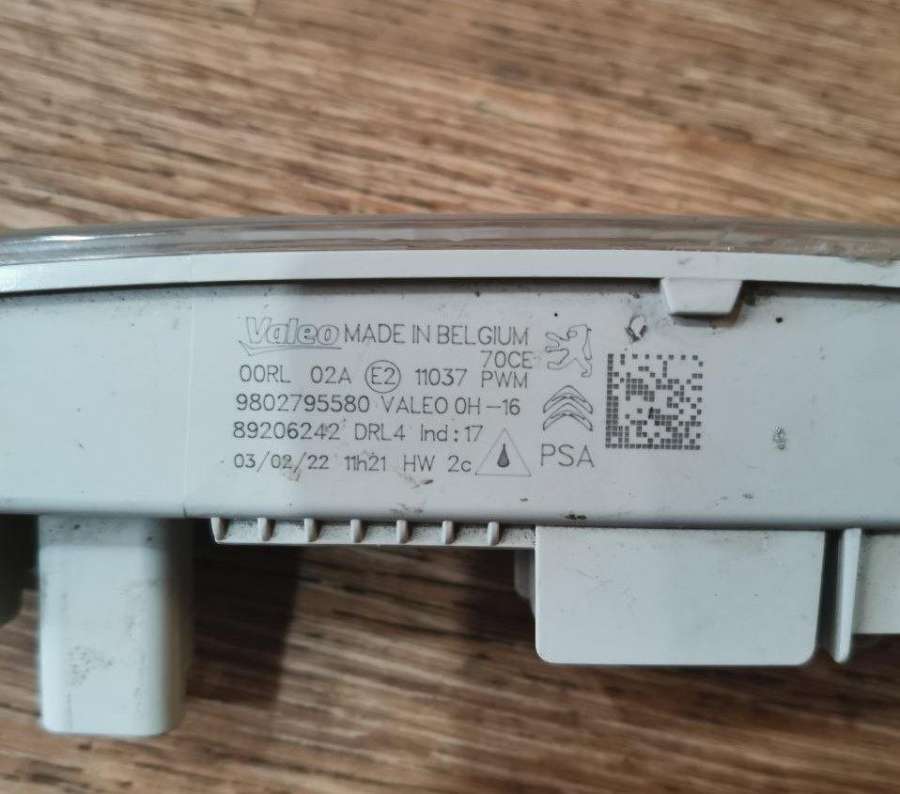 Valeo MADE IN BELGIUM
70CE
00RL 02A E2 11037 PWM
9802795580 VALEO 0H-16
89206242 DRL4 Ind:17
03/02/22 11h21 HW 2c
PSA